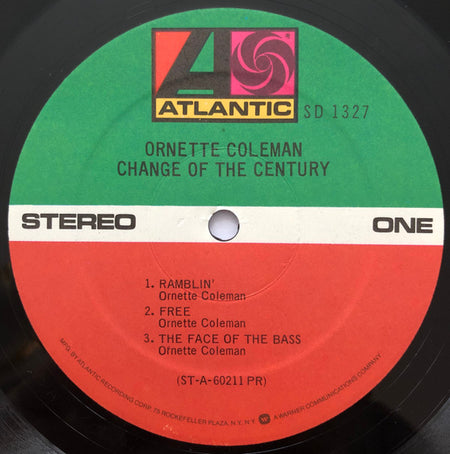 ATLANTIC
SD 1327
ORNETTE COLEMAN
CHANGE OF THE CENTURY
STEREO
ONE
1. RAMBLIN'
Ornette Coleman
2. FREE
Ornette Coleman
3. THE FACE OF THE BASS
Ornette Coleman
(ST-A-60211 PR)
MFG. BY ATLANTIC RECORDING CORP. 75 ROCKEFELLER PLAZA, N.Y., N.Y. A WARNER COMMUNICATIONS COMPANY